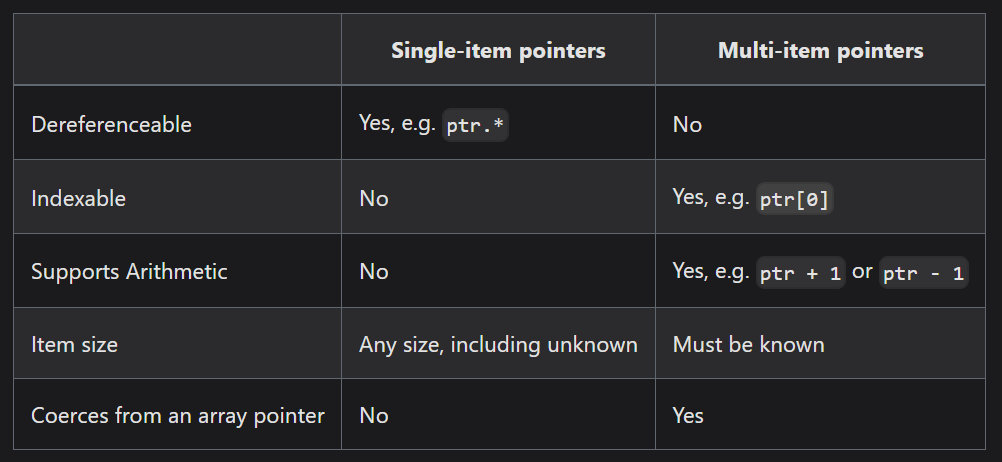 Single-item pointers Multi-item pointers
Dereferenceable Yes, e.g. ptr.* No
Indexable No Yes, e.g. ptr[0]
Supports Arithmetic No Yes, e.g. ptr + 1 or ptr - 1
Item size Any size, including unknown Must be known
Coerces from an array pointer No Yes